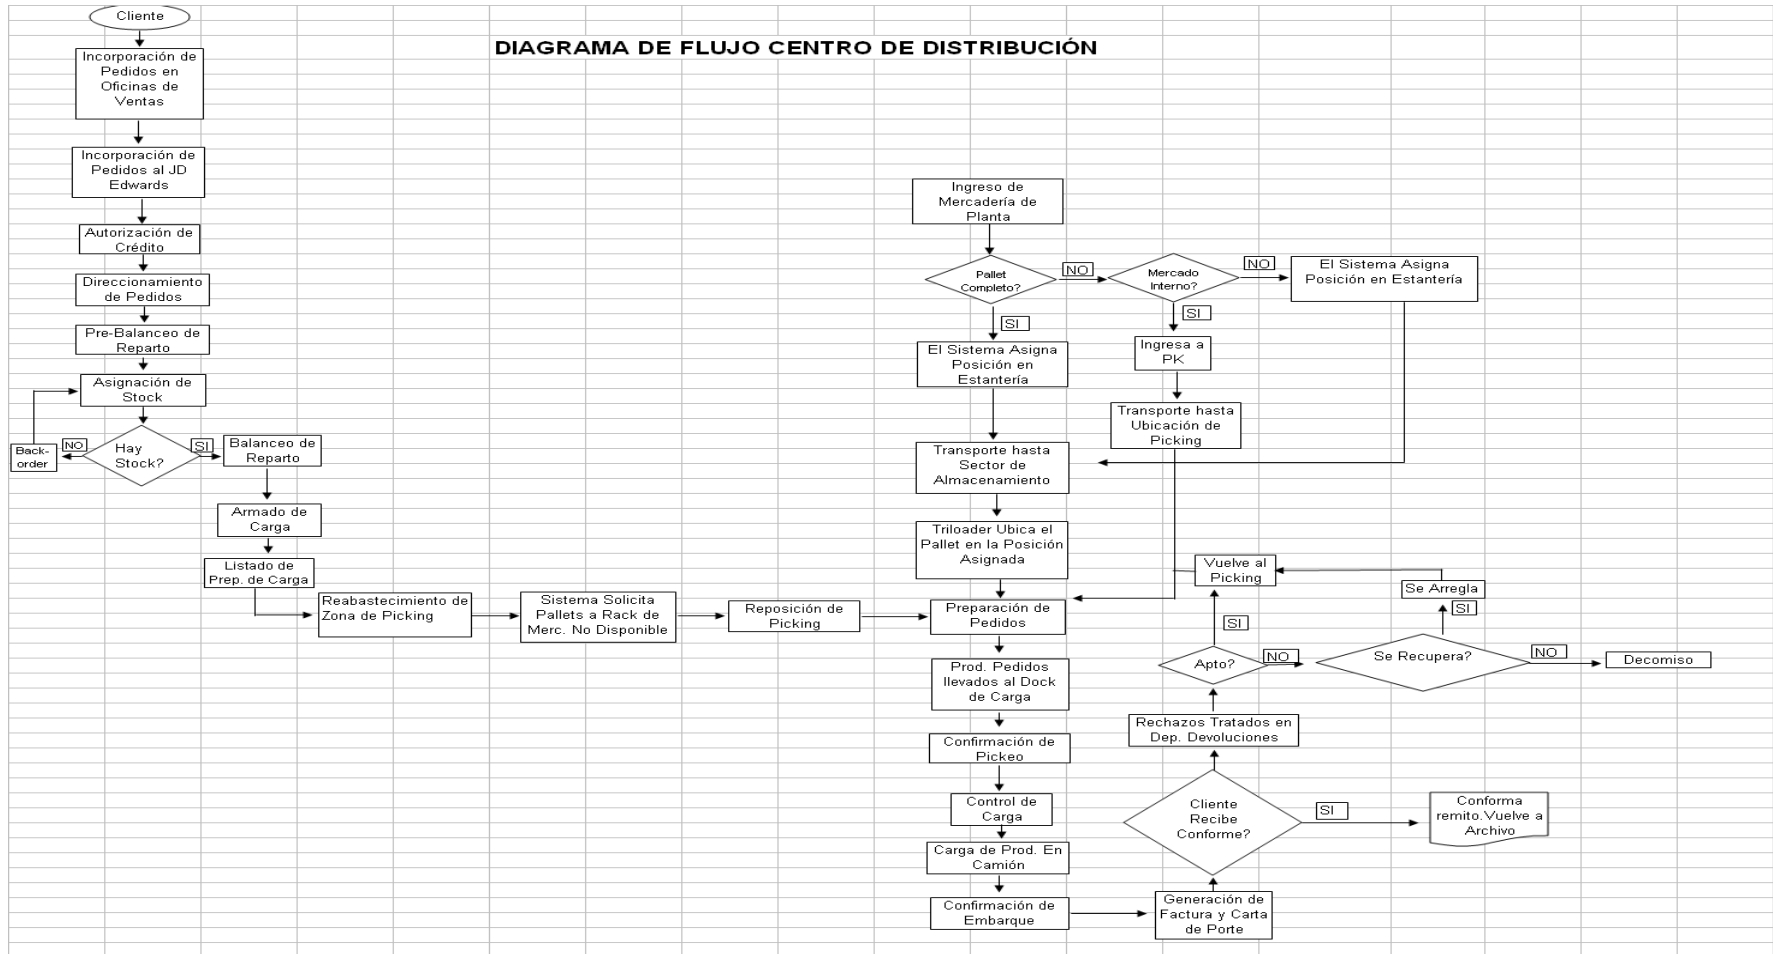 Cliente
DIAGRAMA DE FLUJO CENTRO DE DISTRIBUCIÓN
Incorporación de
Pedidos en
Oficinas de
Ventas
Incorporación de
Pedidos al JD
Edwards
Autorización de
Crédito
Direccionamiento
de Pedidos
Pre-Balanceo de
Reparto
Asignación de
Stock
Hay
Stock?
NO
Back-
order
SI
Balanceo de
Reparto
Armado de
Carga
Listado de
Prep. de Carga
Reabastecimiento de
Zona de Picking
Sistema Solicita
Pallets a Rack de
Merc. No Disponible
Reposición de
Picking
Ingreso de
Mercadería de
Planta
Pallet
Completo?
NO
Mercado
Interno?
NO
El Sistema Asigna
Posición en Estantería
SI
El Sistema Asigna
Posición en
Estantería
SI
Ingresa a
PK
Transporte hasta
Ubicación de
Picking
Transporte hasta
Sector de
Almacenamiento
Triloader Ubica el
Pallet en la Posición
Asignada
Preparación de
Pedidos
Prod. Pedidos
llevados al Dock
de Carga
Confirmación de
Pickeo
Control de
Carga
Carga de Prod. En
Camión
Confirmación de
Embarque
Generación de
Factura y Carta
de Porte
Cliente
Recibe
Conforme?
SI
Conforma
remito.Vuelve a
Archivo
Rechazos Tratados en
Dep. Devoluciones
Apto?
SI
Vuelve al
Picking
NO
Se Recupera?
SI
Se Arregla
NO
Decomiso